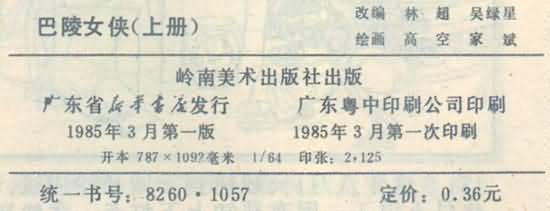 巴陵女侠(上册)
改编 林超 吴绿星
绘画 高空 家斌
岭南美术出版社出版
广东省新华书店发行 广东粤中印刷公司印刷
1985年3月第一版 1985年3月第一次印刷
开本 787×1092毫米 1/64 印张:2,125
统一书号:8260·1057 定价:0.36元